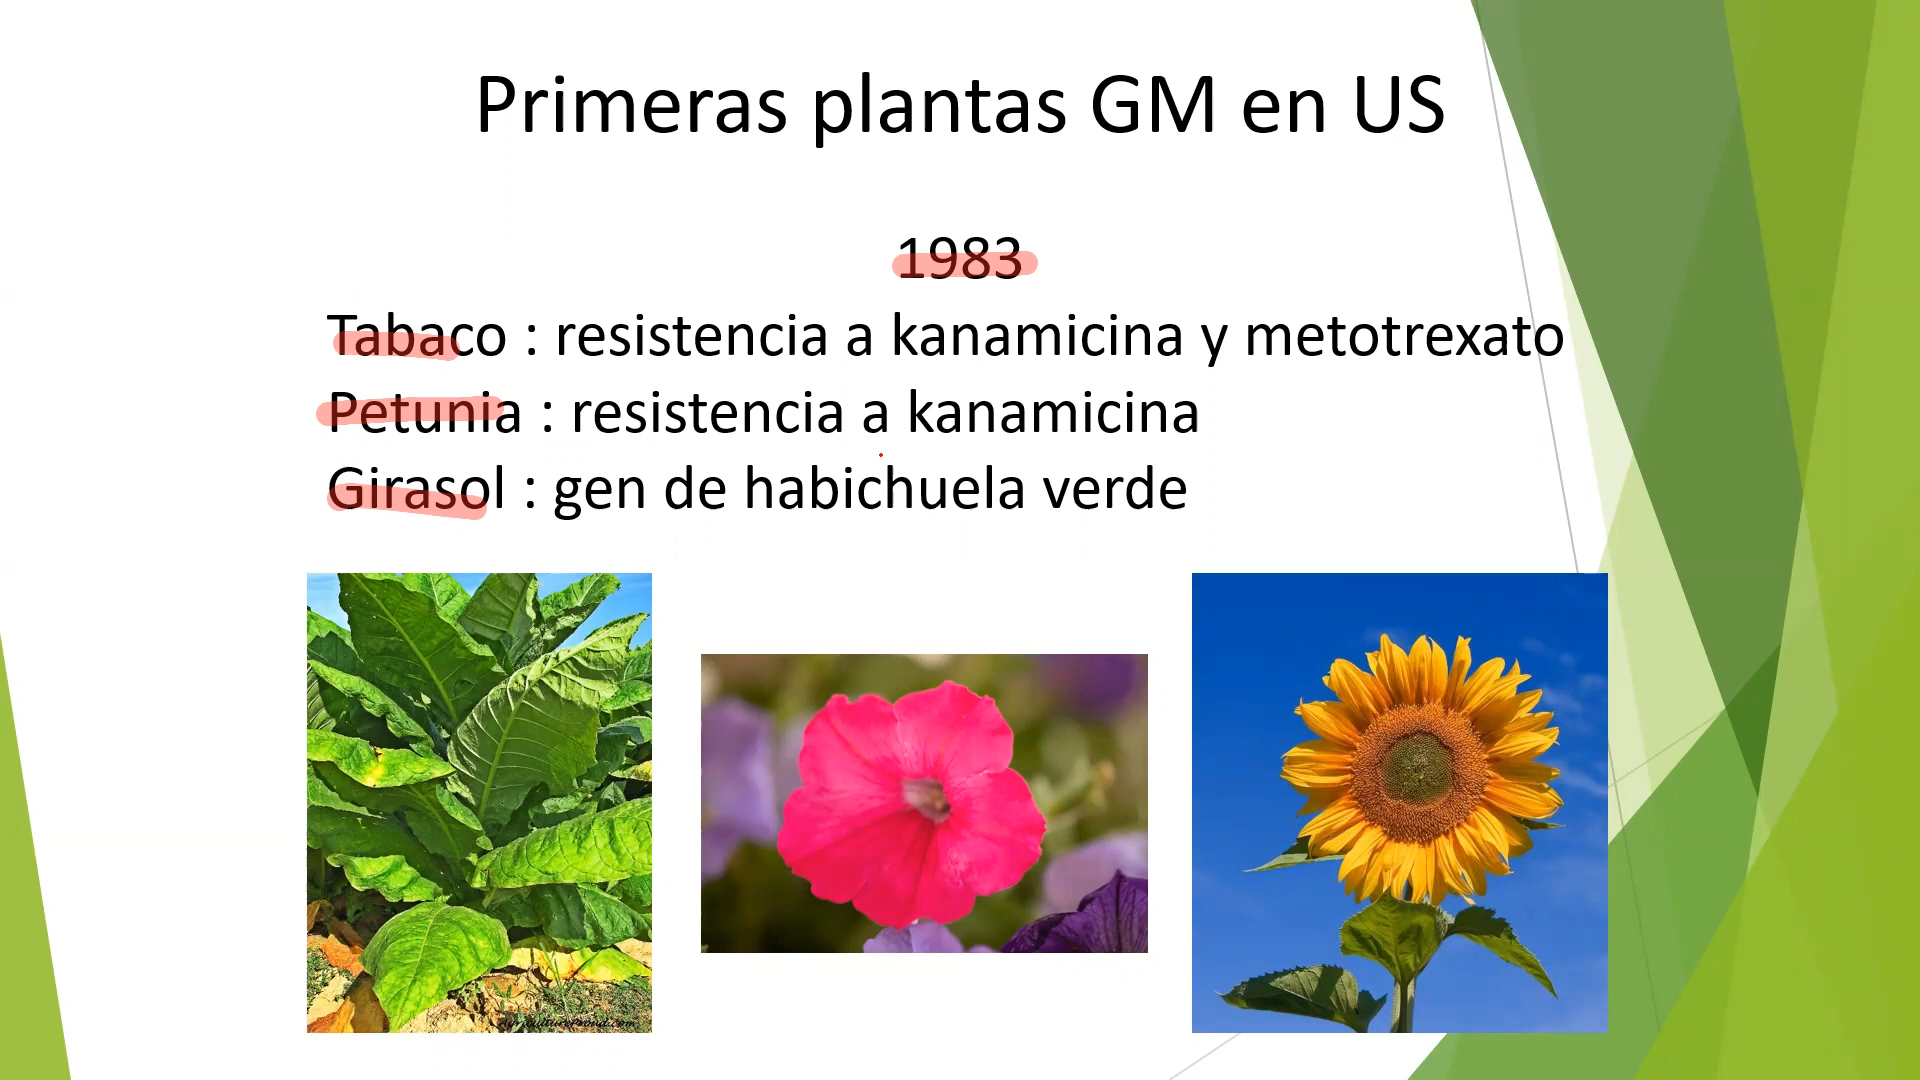 Primeras plantas GM en US
1983
Tabaco : resistencia a kanamicina y metotrexato
Petunia : resistencia a kanamicina
Girasol : gen de habichuela verde